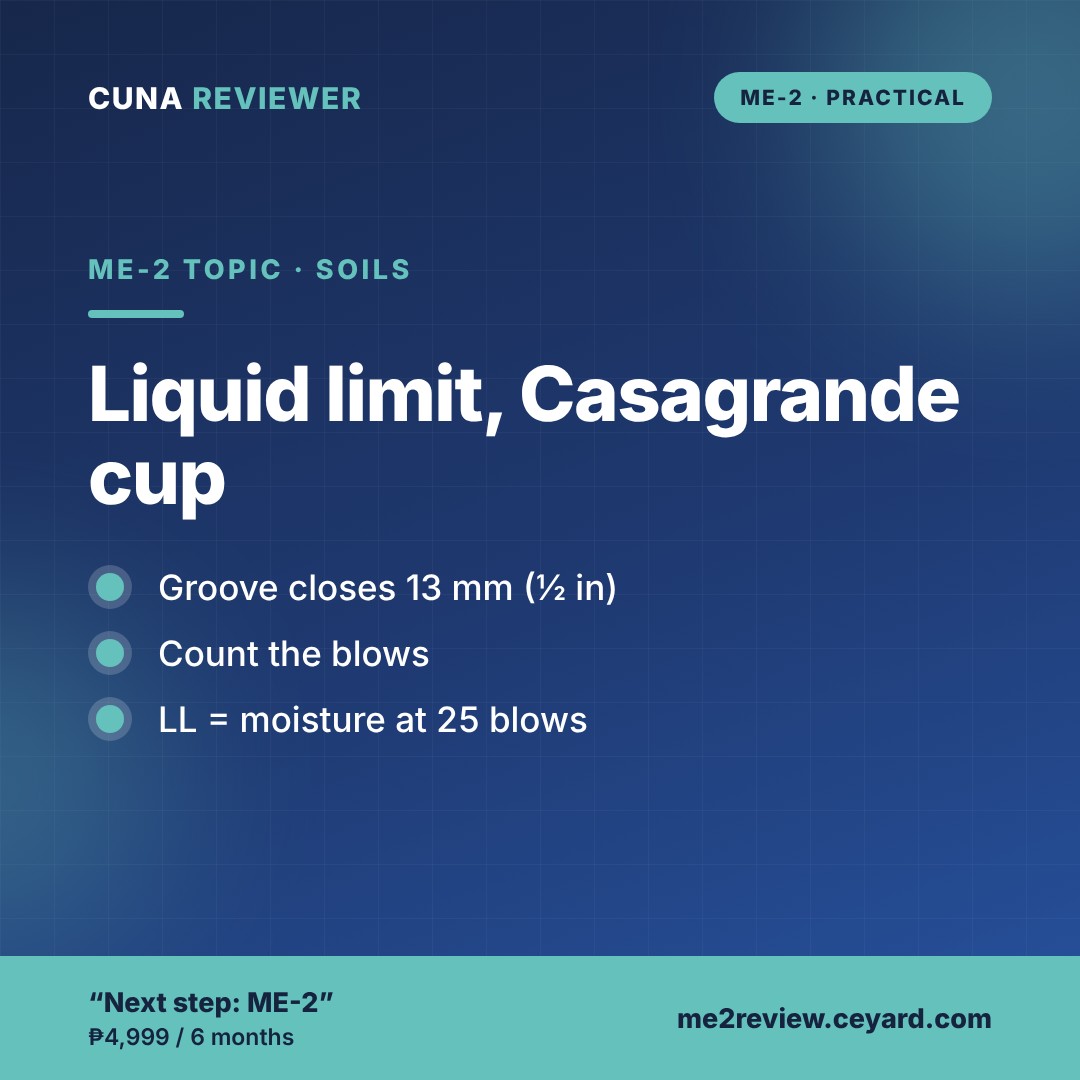 CUNA REVIEWER
ME-2 · PRACTICAL
ME-2 TOPIC · SOILS
Liquid limit, Casagrande
cup
Groove closes 13 mm (½ in)
Count the blows
LL = moisture at 25 blows
“Next step: ME-2”
₱4,999 / 6 months
me2review.ceyard.com